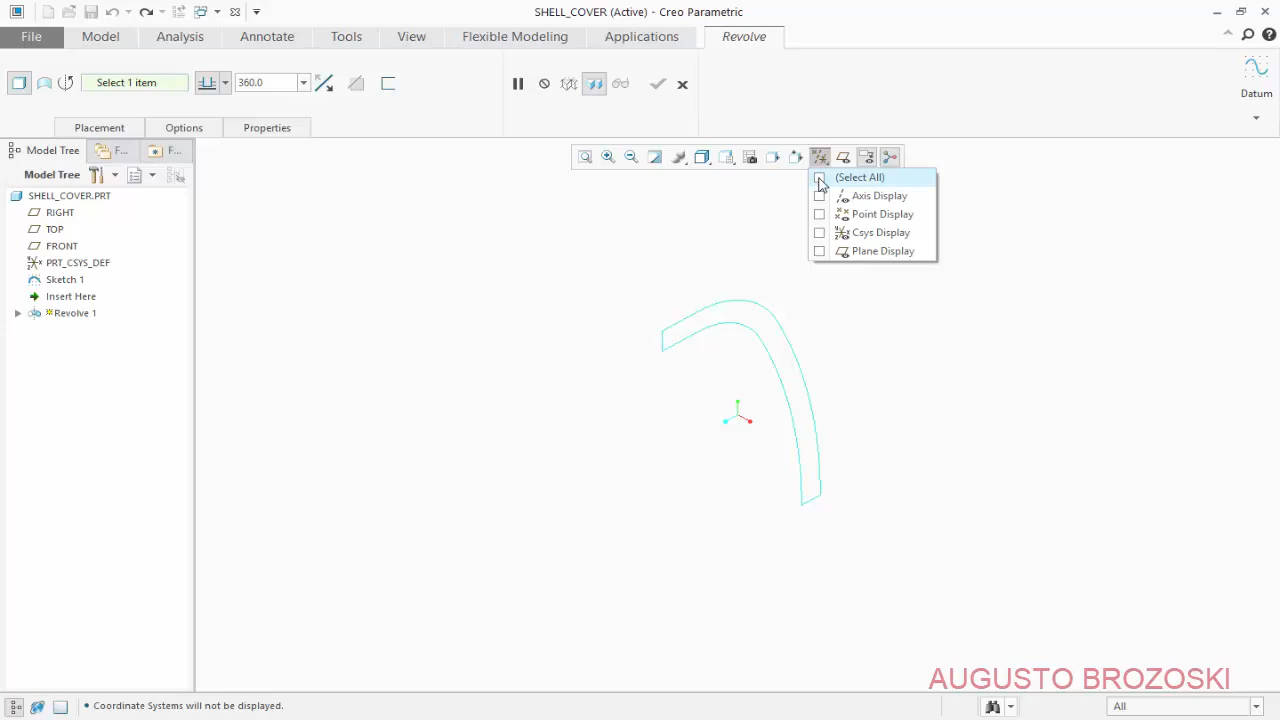 SHELL_COVER (Active) - Creo Parametric
File Model Analysis Annotate Tools View Flexible Modeling Applications Revolve
Select 1 item 360.0
Datum
Placement Options Properties
Model Tree F... F...
Model Tree
SHELL_COVER.PRT
RIGHT
TOP
FRONT
PRT_CSYS_DEF
Sketch 1
Insert Here
Revolve 1
(Select All)
Axis Display
Point Display
Csys Display
Plane Display
AUGUSTO BROZOSKI
• Coordinate Systems will not be displayed.
All